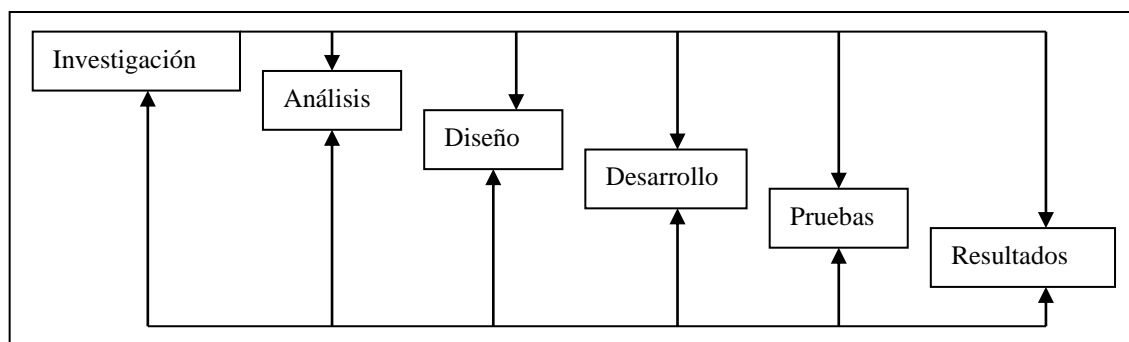 Investigación
Análisis
Diseño
Desarrollo
Pruebas
Resultados